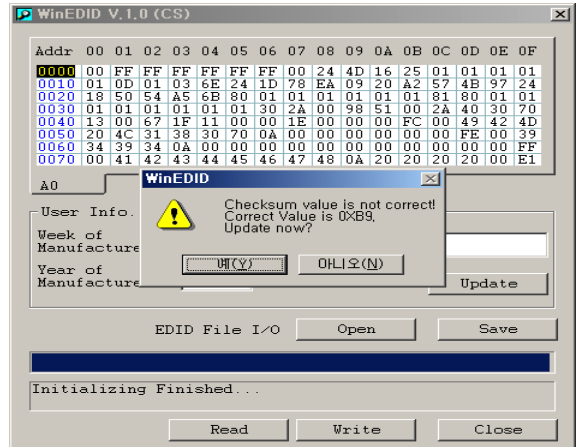 WinEDID V.1.0 (CS)
Addr 00 01 02 03 04 05 06 07 08 09 0A 0B 0C 0D 0E 0F
0000 00 FF FF FF FF FF FF 00 24 4D 16 25 01 01 01 01
0010 01 0D 01 03 6E 24 1D 78 EA 09 20 A2 57 4B 97 24
0020 18 50 54 A5 6B 80 01 01 01 01 01 01 81 80 01 01
0030 01 01 01 01 01 01 30 2A 00 98 51 00 2A 40 30 70
0040 13 00 67 1F 11 00 00 1E 00 00 00 FC 00 49 42 4D
0050 20 4C 31 38 30 70 0A 00 00 00 00 00 00 FE 00 39
0060 34 39 34 0A 00 00 00 00 00 00 00 00 00 00 00 FF
0070 00 41 42 43 44 45 46 47 48 0A 20 20 20 20 00 E1
A0
WinEDID
Checksum value is not correct!
Correct Value is 0XB9,
Update now?
예(Y) 아니오(N)
User Info.
Week of
Manufacture
Year of
Manufacture
Update
EDID File I/O Open Save
Initializing Finished...
Read Write Close